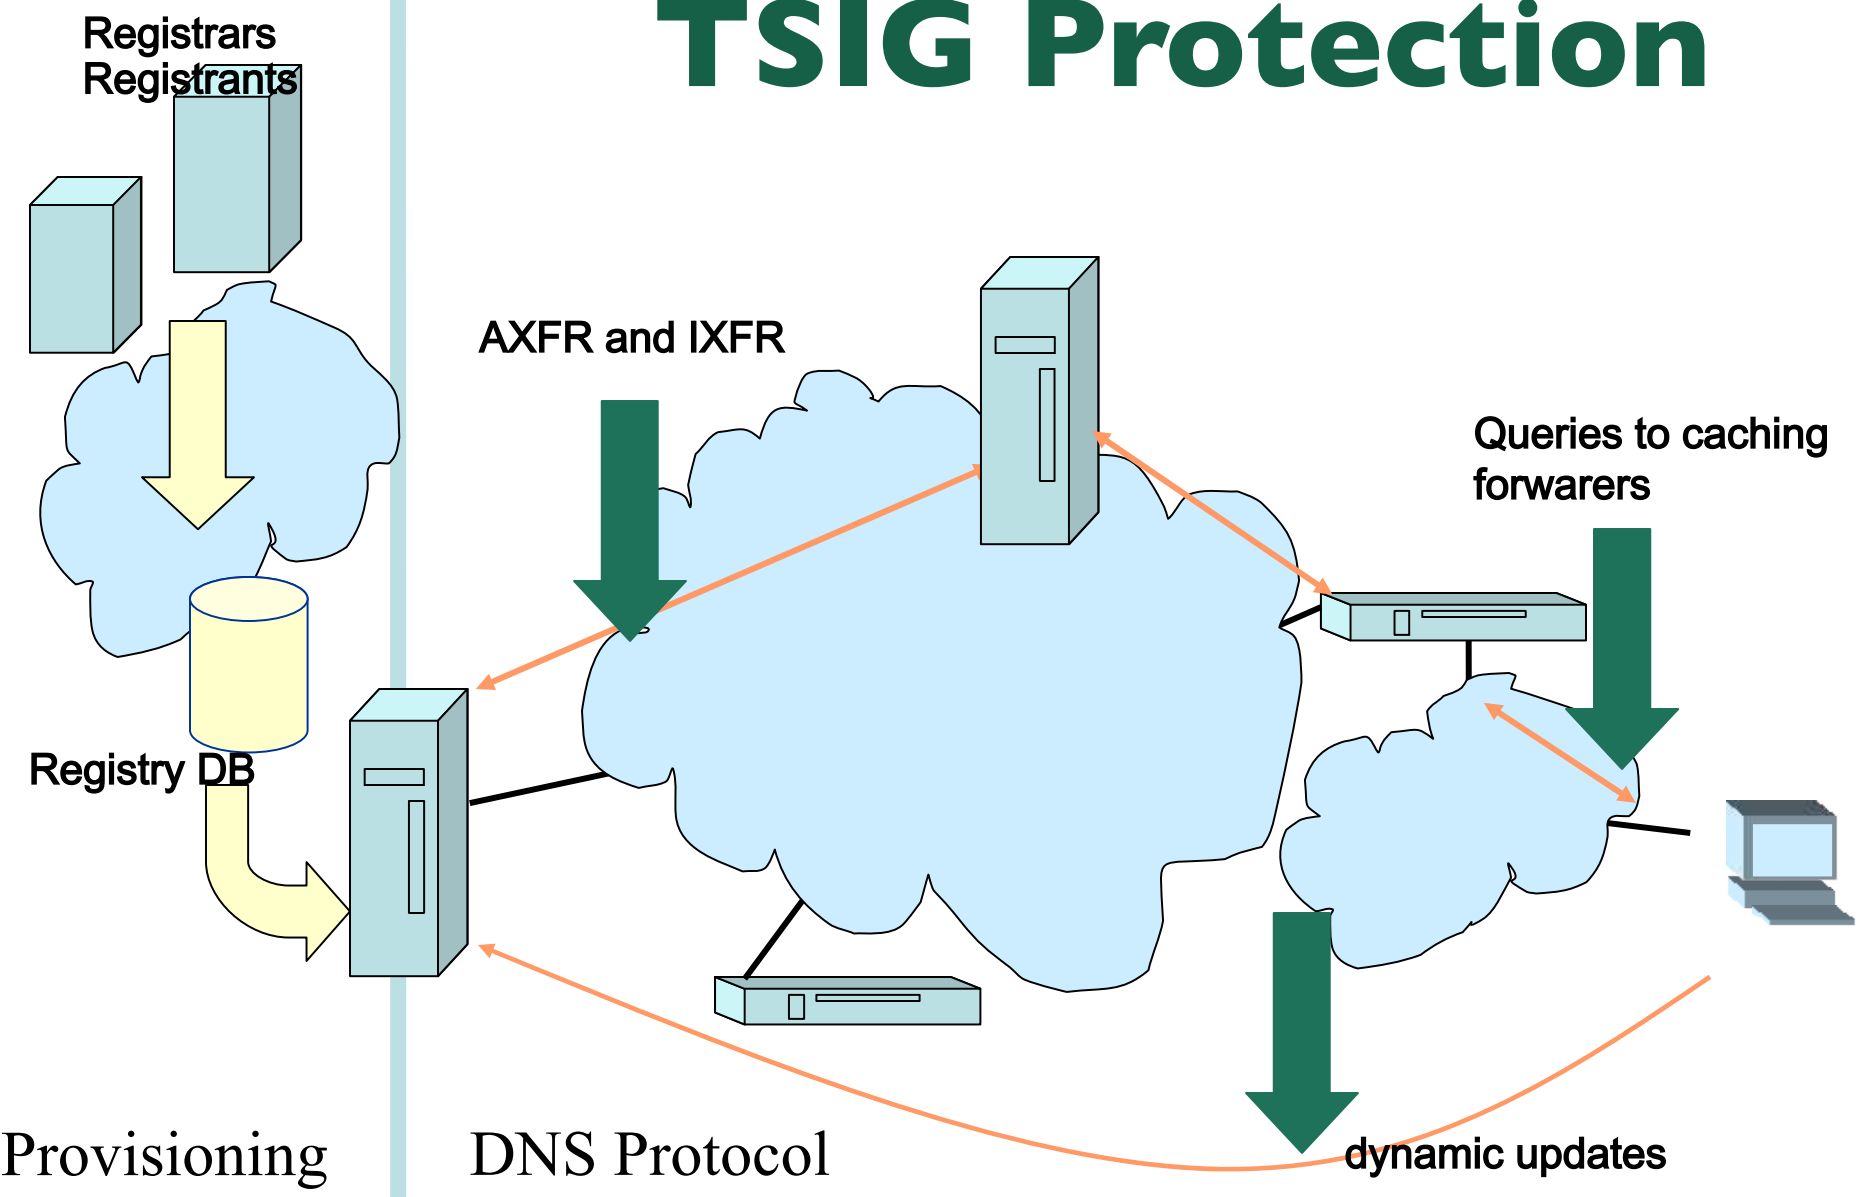 TSIG Protection
Registrars
Registrants
AXFR and IXFR
Queries to caching
forwarers
Registry DB
Provisioning
DNS Protocol
dynamic updates